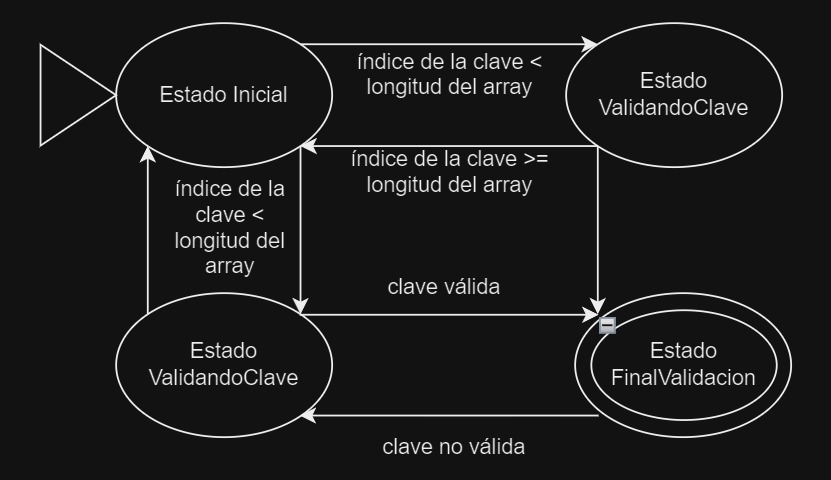 Estado Inicial
índice de la clave <
longitud del array
Estado
ValidandoClave
índice de la clave >=
longitud del array
índice de la
clave <
longitud del
array
clave válida
Estado
ValidandoClave
Estado
FinalValidacion
clave no válida